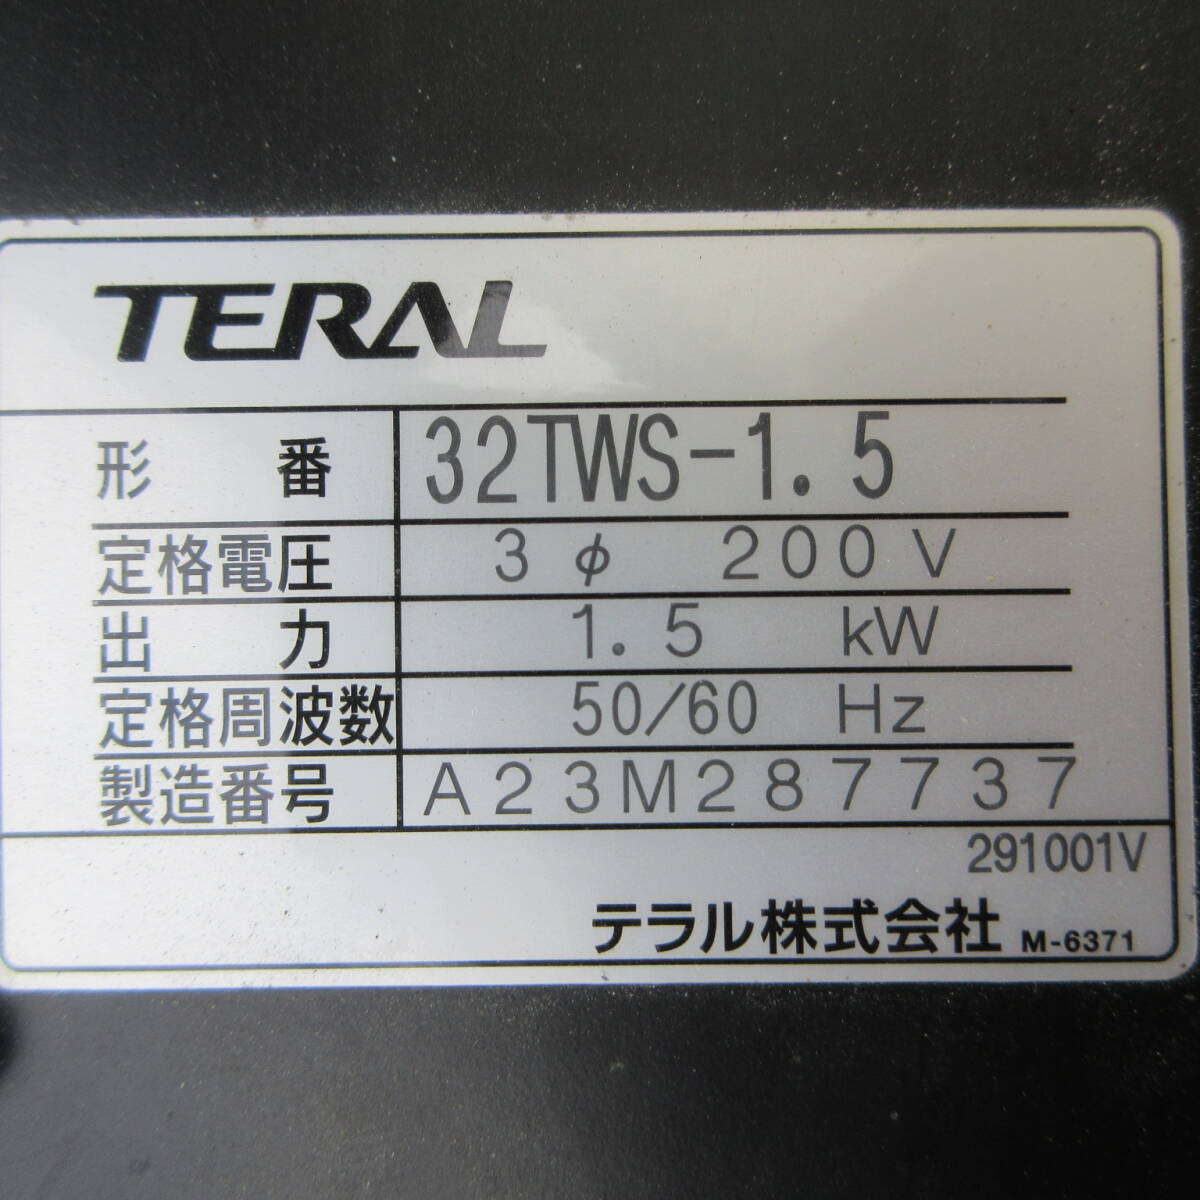 TERAL
形番 32TWS-1.5
定格電圧 3φ 200V
出力 1.5 kW
定格周波数 50/60 Hz
製造番号 A23M287737
291001V
テラル株式会社 M-6371